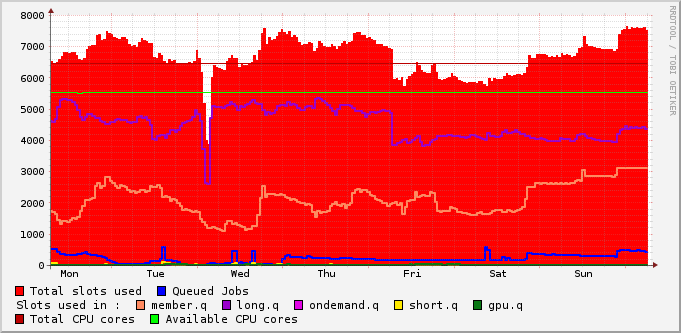 8000
7000
6000
5000
4000
3000
2000
1000
0
Mon Tue Wed Thu Fri Sat Sun
RRDTOOL / TOBI OETIKER
Total slots used Queued Jobs
Slots used in : member.q long.q ondemand.q short.q gpu.q
Total CPU cores Available CPU cores